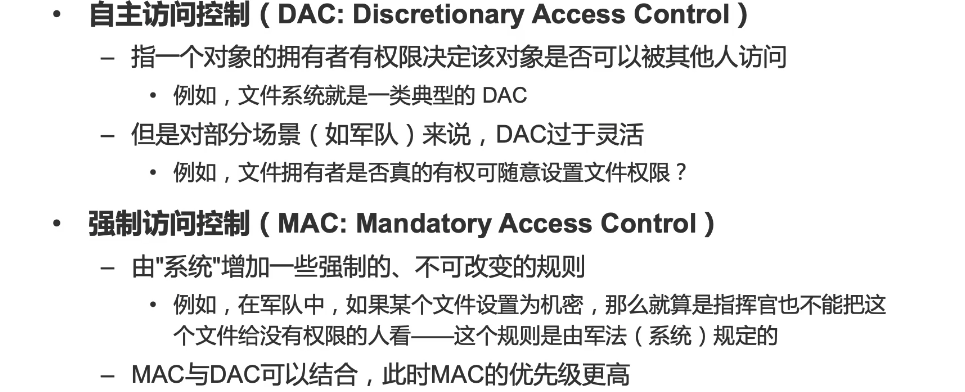 • 自主访问控制（DAC: Discretionary Access Control）
– 指一个对象的拥有者有权限决定该对象是否可以被其他人访问
• 例如，文件系统就是一类典型的 DAC
– 但是对部分场景（如军队）来说，DAC过于灵活
• 例如，文件拥有者是否真的有权可随意设置文件权限？
• 强制访问控制（MAC: Mandatory Access Control）
– 由"系统"增加一些强制的、不可改变的规则
• 例如，在军队中，如果某个文件设置为机密，那么就算是指挥官也不能把这
个文件给没有权限的人看——这个规则是由军法（系统）规定的
– MAC与DAC可以结合，此时MAC的优先级更高